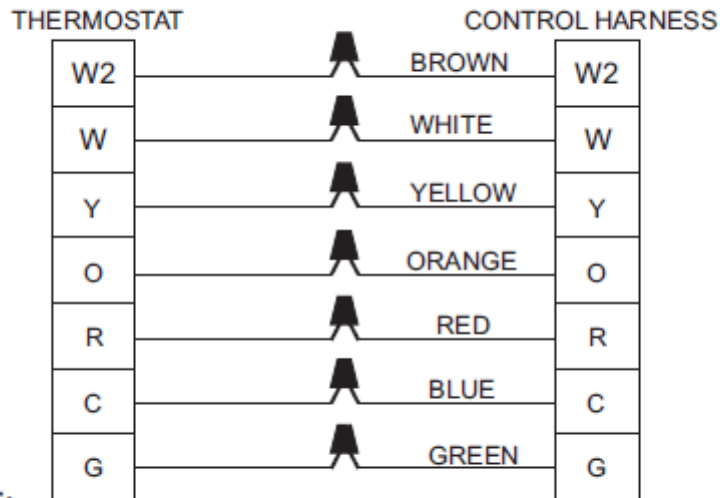 THERMOSTAT CONTROL HARNESS
W2 BROWN W2
W WHITE W
Y YELLOW Y
O ORANGE O
R RED R
C BLUE C
G GREEN G